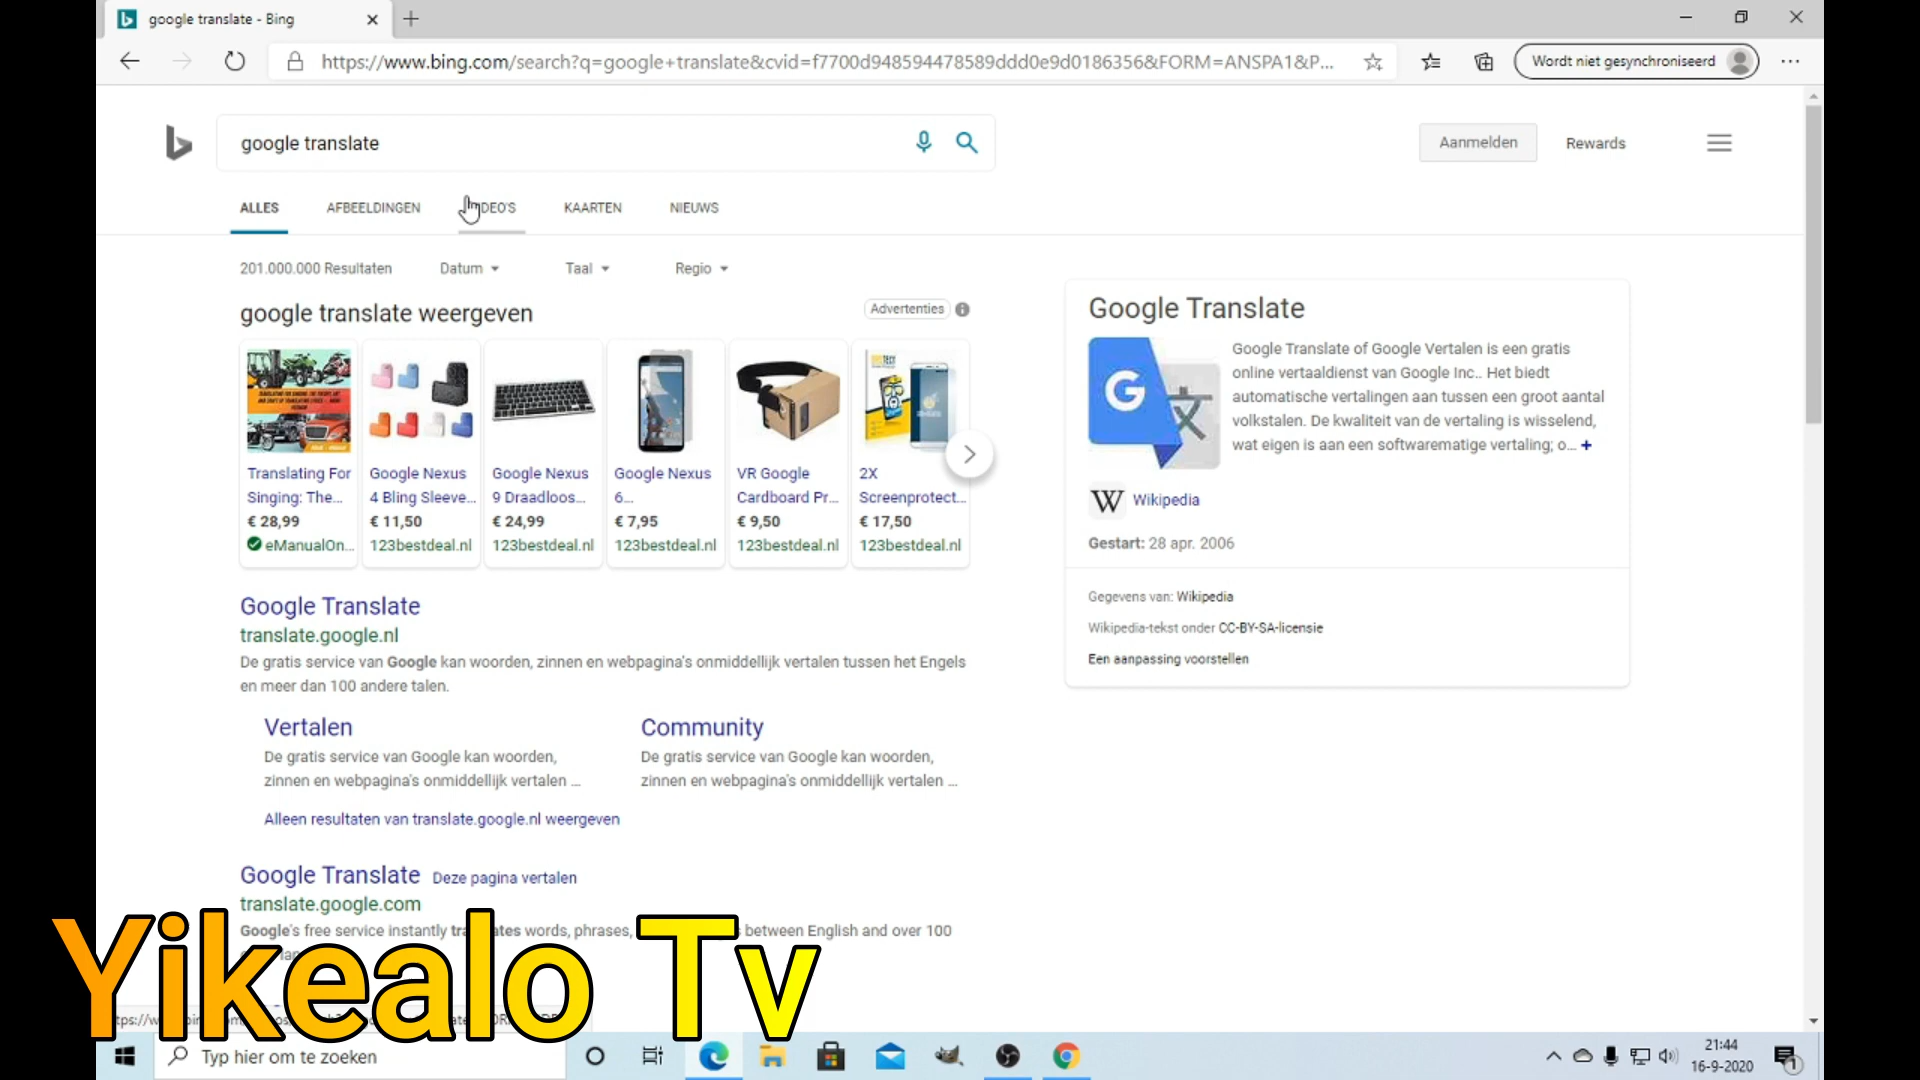 google translate - Bing
https://www.bing.com/search?q=google+translate&cvid=f7700d948594478589ddd0e9d0186356&FORM=ANSPA1&P...
Wordt niet gesynchroniseerd
google translate
Aanmelden
Rewards
ALLES
AFBEELDINGEN
KAARTEN
NIEUWS
201.000.000 Resultaten
Datum
Taal
Regio
google translate weergeven
Advertenties
Translating For
Singing: The...
€ 28,99
eManualOn...
Google Nexus
4 Bling Sleeve...
€ 11,50
123bestdeal.nl
Google Nexus
9 Draadloos...
€ 24,99
123bestdeal.nl
Google Nexus
6...
€ 7,95
123bestdeal.nl
VR Google
Cardboard Pr...
€ 9,50
123bestdeal.nl
2X
Screenprotect...
€ 17,50
123bestdeal.nl
Google Translate
translate.google.nl
De gratis service van Google kan woorden, zinnen en webpagina's onmiddellijk vertalen tussen het Engels
en meer dan 100 andere talen.
Vertalen
De gratis service van Google kan woorden,
zinnen en webpagina's onmiddellijk vertalen ...
Community
De gratis service van Google kan woorden,
zinnen en webpagina's onmiddellijk vertalen ...
Alleen resultaten van translate.google.nl weergeven
Google Translate Deze pagina vertalen
translate.google.com
Google's free service instantly translates words, phrases, between English and over 100
Google Translate
Google Translate of Google Vertalen is een gratis
online vertaaldienst van Google Inc.. Het biedt
automatische vertalingen aan tussen een groot aantal
volkstalen. De kwaliteit van de vertaling is wisselend,
wat eigen is aan een softwarematige vertaling; o... +
Wikipedia
Gestart: 28 apr. 2006
Gegevens van: Wikipedia
Wikipedia-tekst onder CC-BY-SA-licensie
Een aanpassing voorstellen
Yikealo Tv
Typ hier om te zoeken
21:44
16-9-2020
1